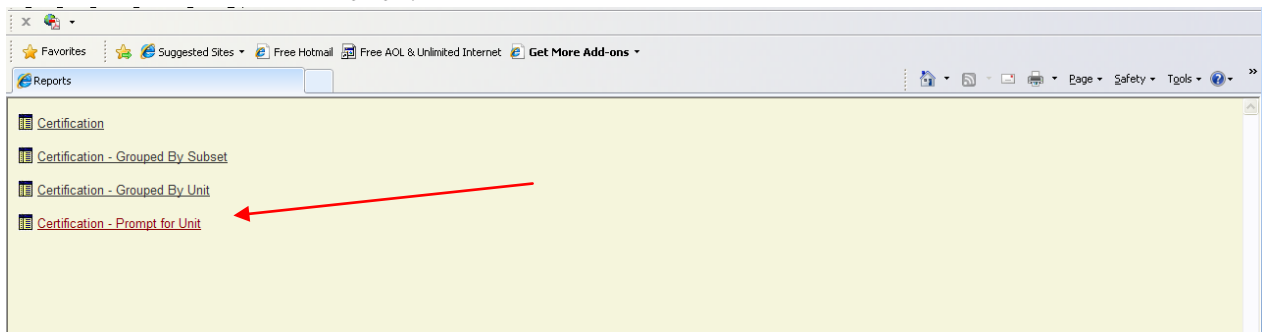 x
Favorites Suggested Sites Free Hotmail Free AOL & Unlimited Internet Get More Add-ons
Reports Page Safety Tools »
Certification
Certification - Grouped By Subset
Certification - Grouped By Unit
Certification - Prompt for Unit